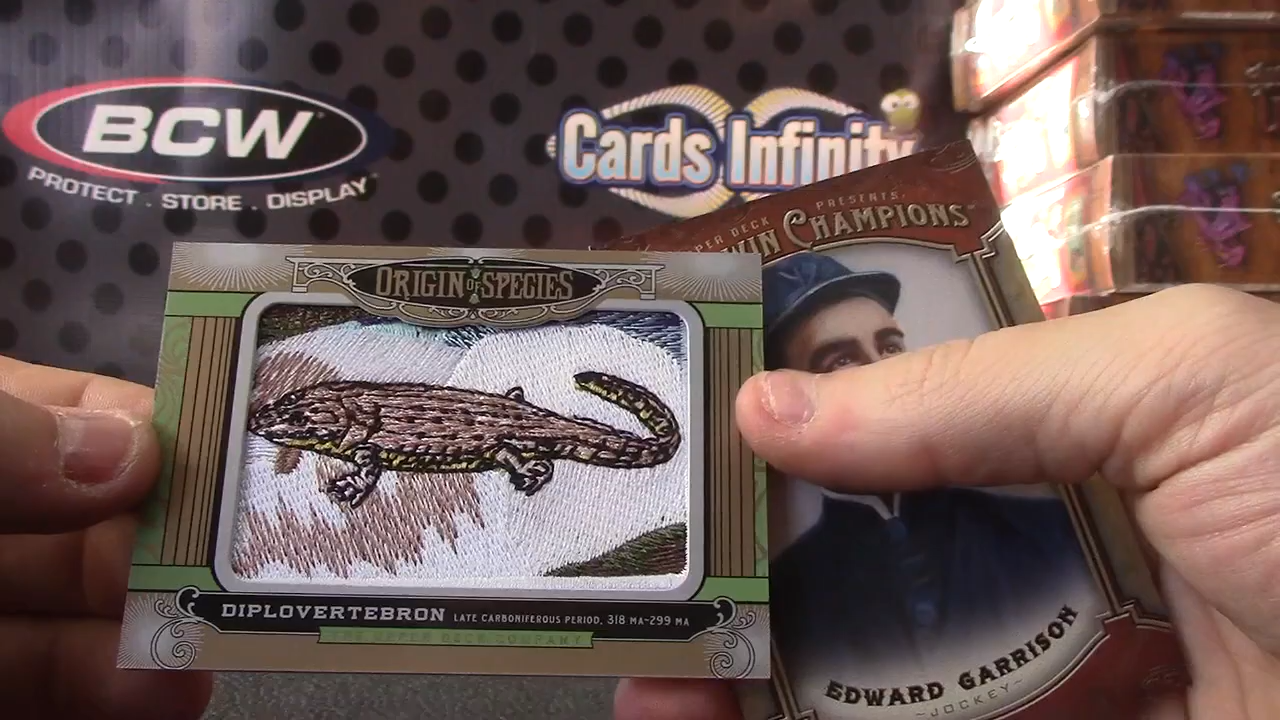 BCW
PROTECT . STORE . DISPLAY
Cards Infinity
PRESENTS
CHAMPIONS
ORIGIN OF SPECIES
DIPLOVERTEBRON LATE CARBONIFEROUS PERIOD, 318 MA-299 MA
THE UPPER DECK COMPANY
EDWARD GARRISON
-JOCKEY-